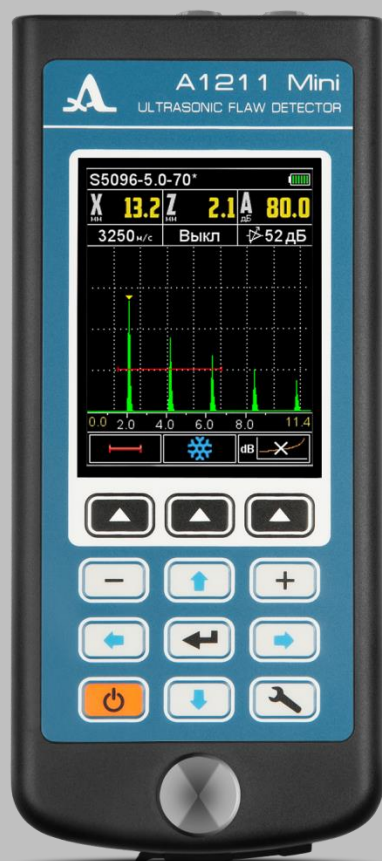 A1211 Mini
ULTRASONIC FLAW DETECTOR
S5096-5.0-70*
X мм 13.2 Z мм 2.1 A дБ 80.0
3250 м/с Выкл 52 дБ
0.0 2.0 4.0 6.0 8.0 11.4
dB